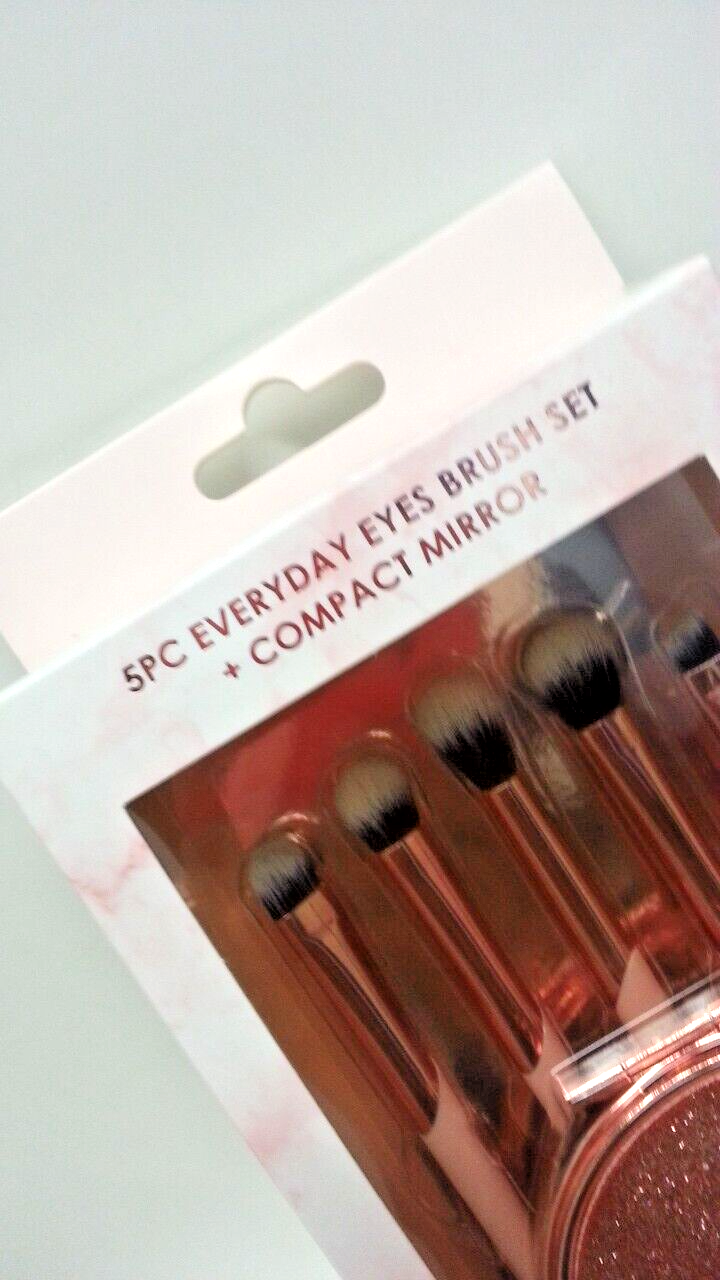 5PC EVERYDAY EYES BRUSH SET
+ COMPACT MIRROR